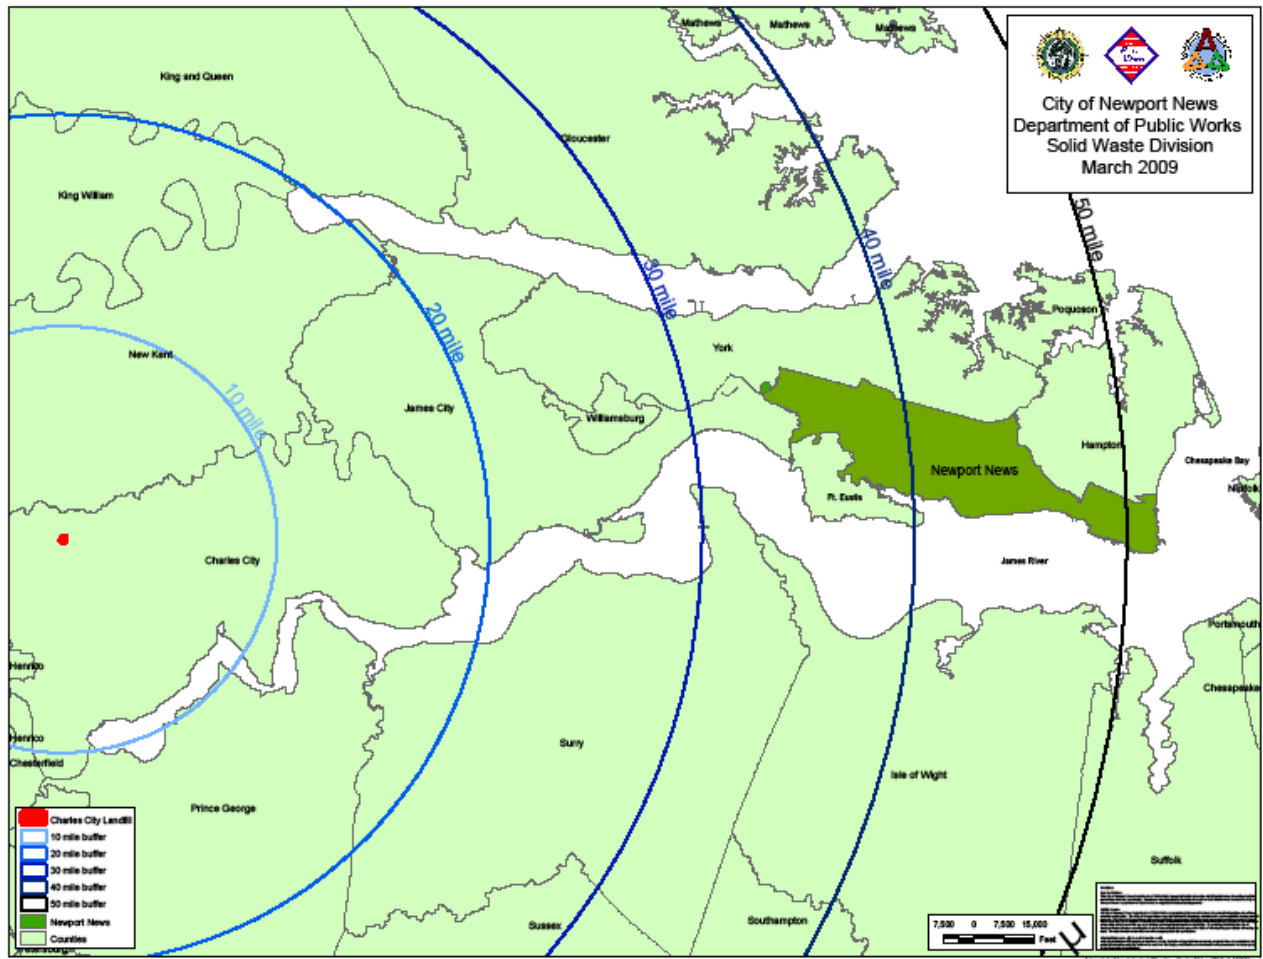 Mathews
Mathews
Mathews
King and Queen
City of Newport News
Department of Public Works
Solid Waste Division
March 2009
Gloucester
King William
50 mile
40 mile
30 mile
20 mile
Poquoson
New Kent
York
10 mile
James City
Williamsburg
Hampton
Newport News
Chesapeake Bay
Norfolk
Ft. Eustis
Charles City
James River
Portsmouth
Henrico
Chesapeake
Henrico
Surry
Chesterfield
Isle of Wight
Prince George
Charles City Landfill
10 mile buffer
20 mile buffer
30 mile buffer
40 mile buffer
50 mile buffer
Newport News
Counties
Suffolk
Sussex
Southampton
7,500 0 7,500 15,000
Feet